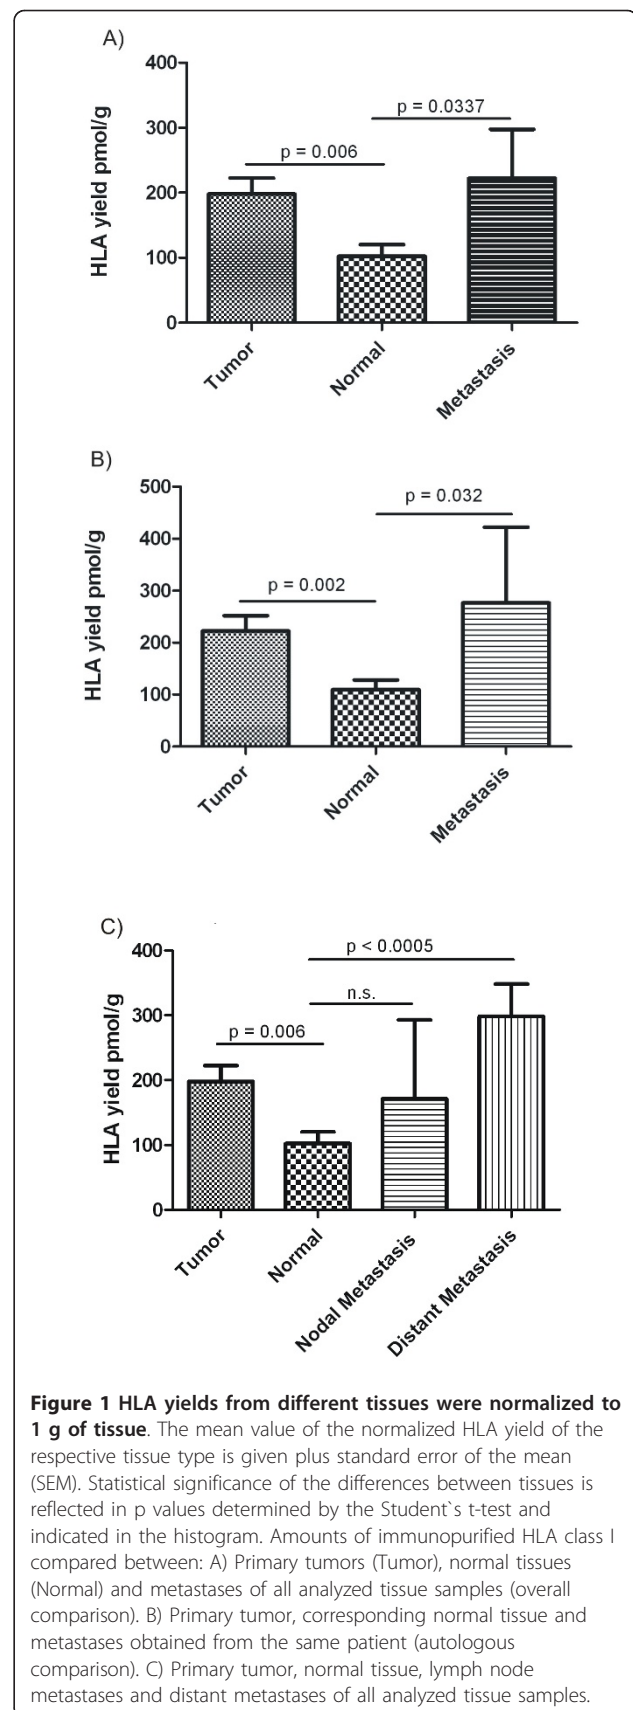 A)
400
300
200
100
0
HLA yield pmol/g
p = 0.0337
p = 0.006
Tumor
Normal
Metastasis
B)
500
400
300
200
100
0
HLA yield pmol/g
p = 0.032
p = 0.002
Tumor
Normal
Metastasis
C)
400
300
200
100
0
HLA yield pmol/g
p < 0.0005
n.s.
p = 0.006
Tumor
Normal
Nodal Metastasis
Distant Metastasis
Figure 1 HLA yields from different tissues were normalized to
1 g of tissue. The mean value of the normalized HLA yield of the
respective tissue type is given plus standard error of the mean
(SEM). Statistical significance of the differences between tissues is
reflected in p values determined by the Student`s t-test and
indicated in the histogram. Amounts of immunopurified HLA class I
compared between: A) Primary tumors (Tumor), normal tissues
(Normal) and metastases of all analyzed tissue samples (overall
comparison). B) Primary tumor, corresponding normal tissue and
metastases obtained from the same patient (autologous
comparison). C) Primary tumor, normal tissue, lymph node
metastases and distant metastases of all analyzed tissue samples.